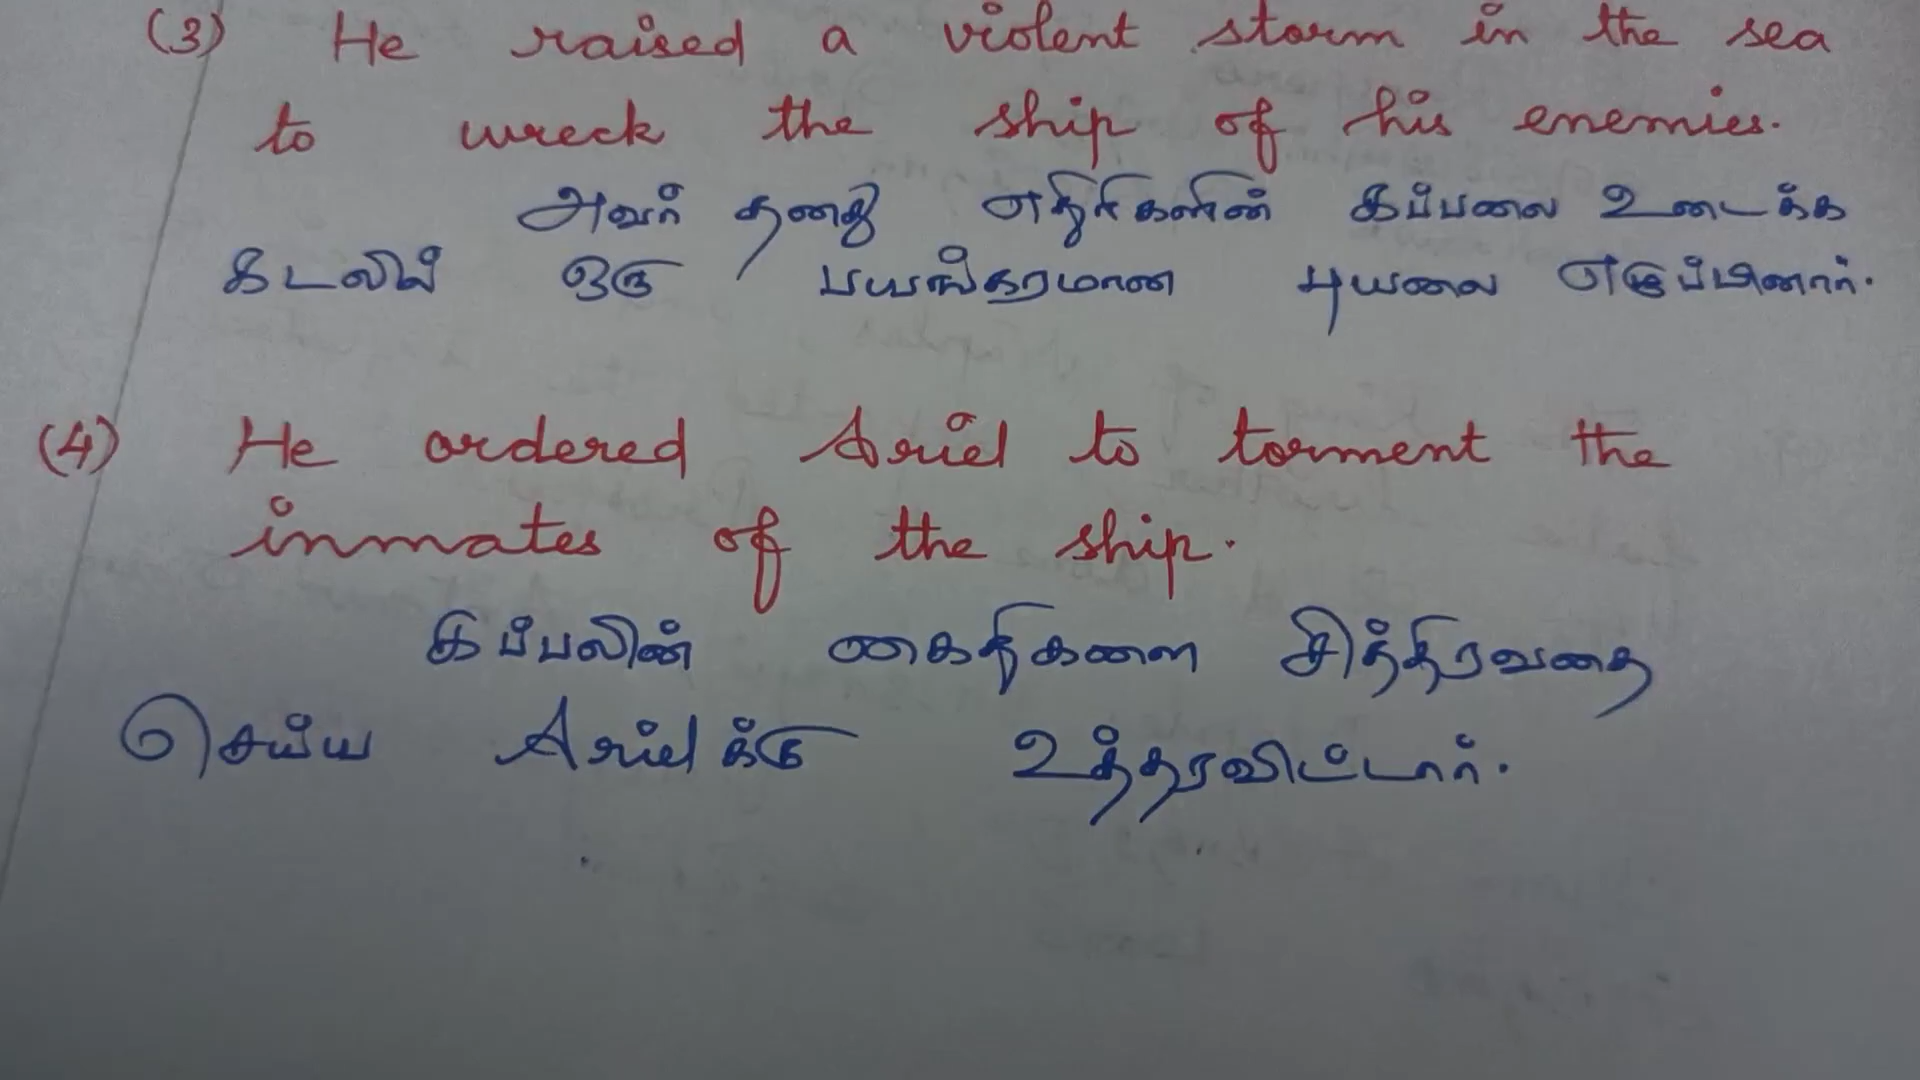 (3) He raised a violent storm in the sea
to wreck the ship of his enemies.
அவர் தனது எதிரிகளின் கப்பலை உடைக்க
கடலில் ஒரு பயங்கரமான புயலை எழுப்பினார்.
(4) He ordered Ariel to torment the
inmates of the ship.
கப்பலின் கைதிகளை சித்திரவதை
செய்ய Arielக்கு உத்தரவிட்டார்.